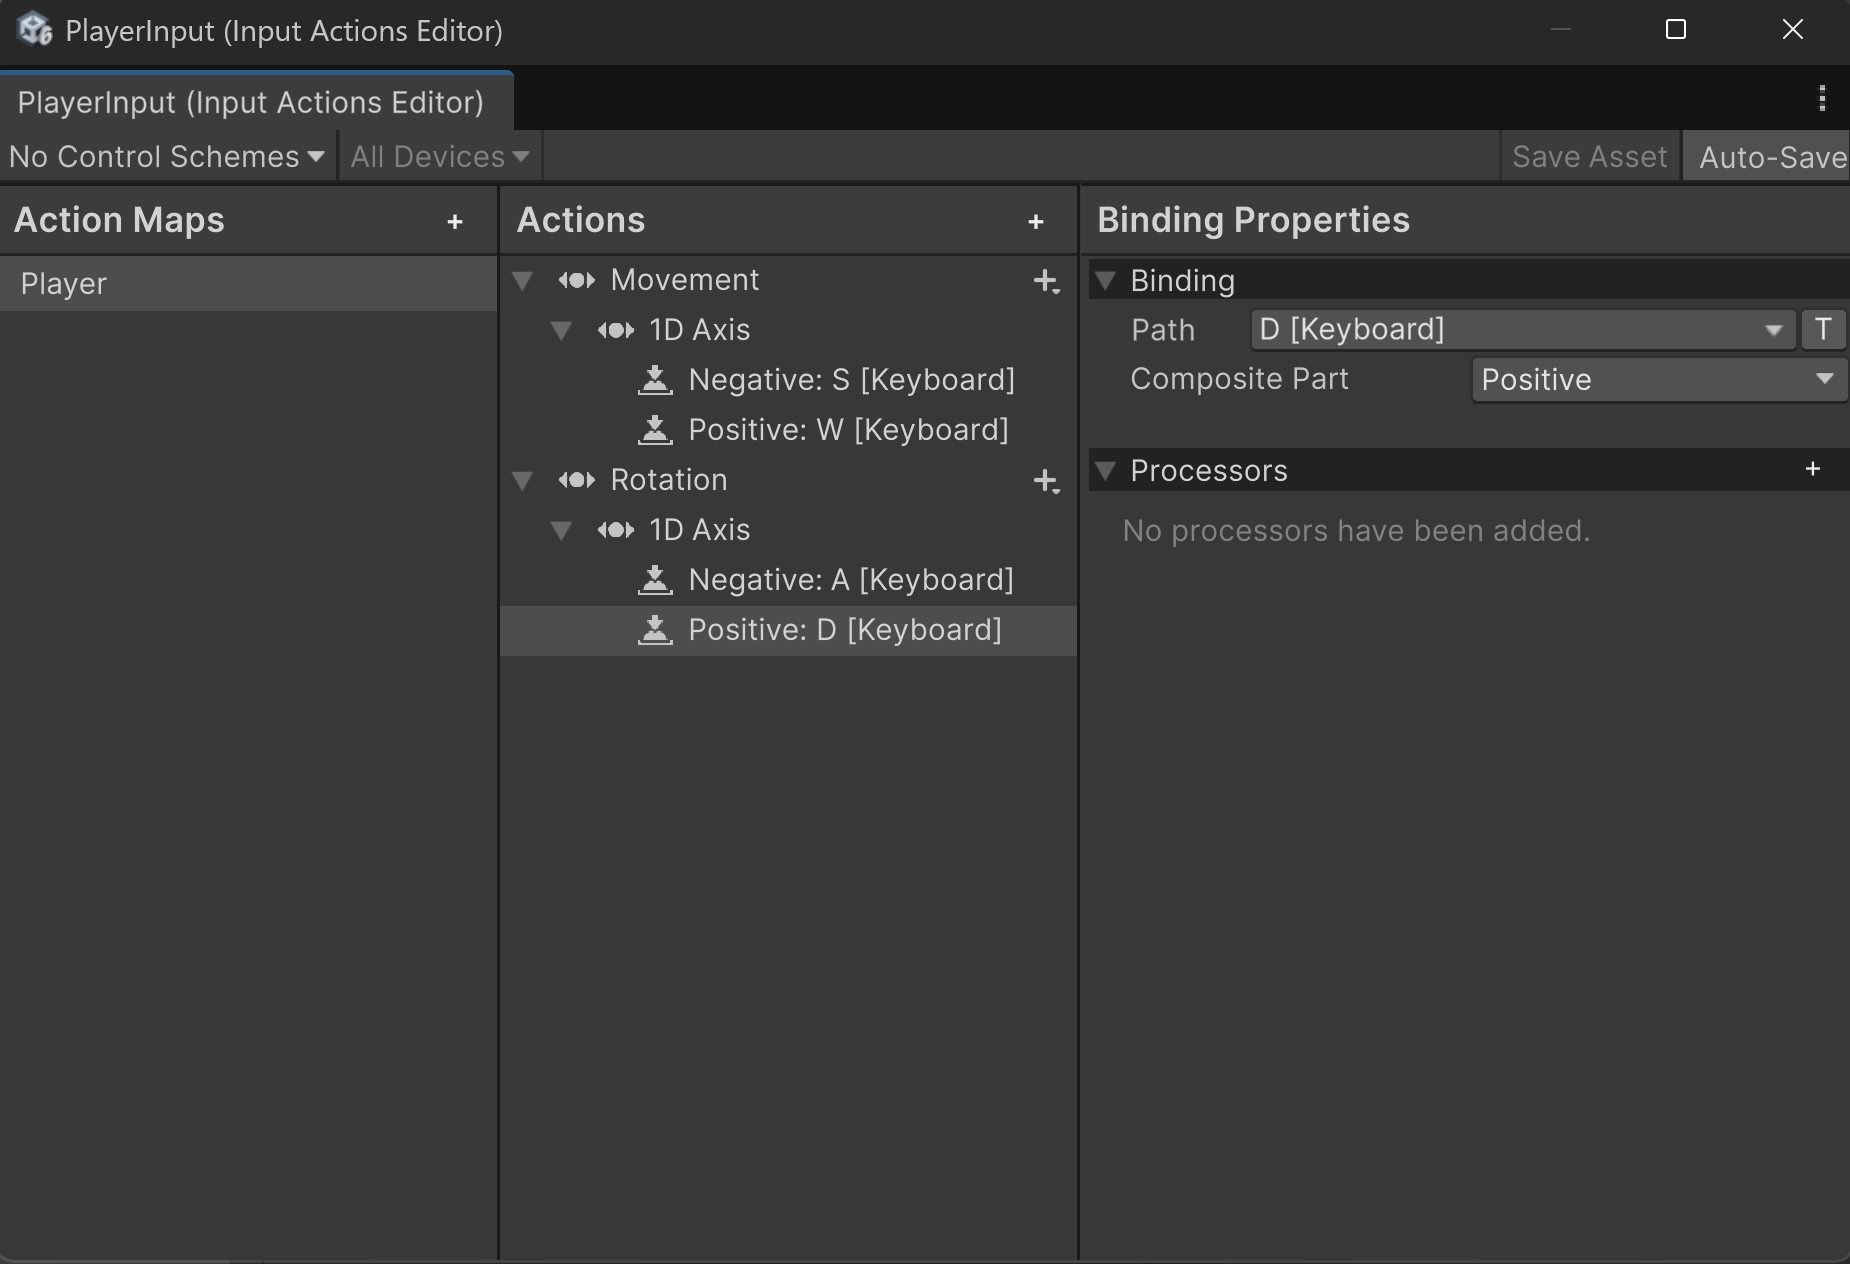 PlayerInput (Input Actions Editor)
PlayerInput (Input Actions Editor)
No Control Schemes All Devices Save Asset Auto-Save
Action Maps + Actions + Binding Properties
Player
Movement
1D Axis
Negative: S [Keyboard]
Positive: W [Keyboard]
Rotation
1D Axis
Negative: A [Keyboard]
Positive: D [Keyboard]
Binding
Path D [Keyboard] T
Composite Part Positive
Processors +
No processors have been added.